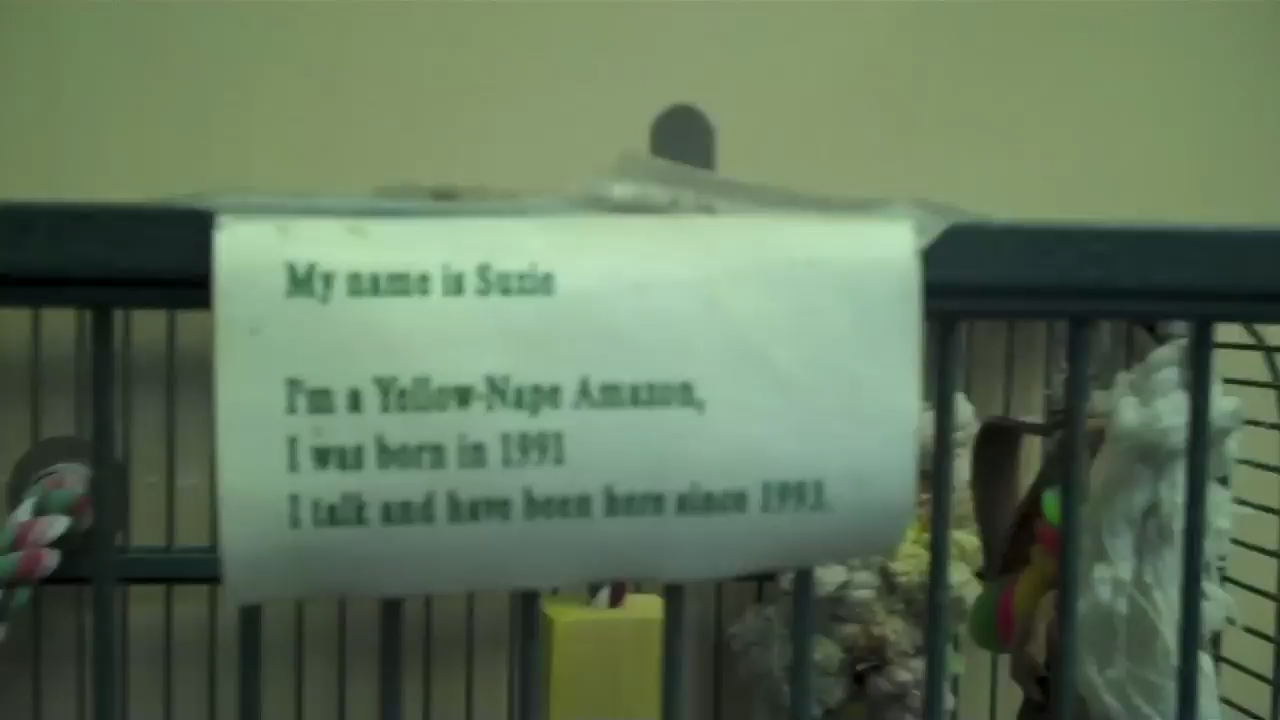 My name is Suzie
I'm a Yellow-Nape Amazon,
I was born in 1991
I talk and have been here since 1993.